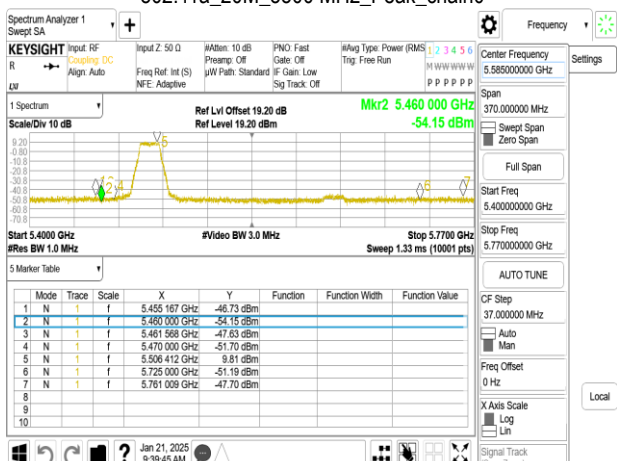 Spectrum Analyzer 1
Swept SA
+
Frequency
KEYSIGHT Input: RF Input Z: 50 Ω #Atten: 10 dB PNO: Fast #Avg Type: Power (RMS 1 2 3 4 5 6
R Coupling: DC Preamp: Off Gate: Off Trig: Free Run M W W W W W
Align: Auto Freq Ref: Int (S) µW Path: Standard IF Gain: Low
NFE: Adaptive Sig Track: Off P P P P P P
LXI
1 Spectrum
Scale/Div 10 dB
Ref Lvl Offset 19.20 dB
Ref Level 19.20 dBm
Mkr2 5.460 000 GHz
-54.15 dBm
9.20
-0.80
-10.8
-20.8
-30.8
-40.8
-50.8
-60.8
-70.8
Start 5.4000 GHz #Video BW 3.0 MHz Stop 5.7700 GHz
#Res BW 1.0 MHz Sweep 1.33 ms (10001 pts)
5 Marker Table
Mode Trace Scale X Y Function Function Width Function Value
1 N 1 f 5.455 167 GHz -46.73 dBm
2 N 1 f 5.460 000 GHz -54.15 dBm
3 N 1 f 5.461 568 GHz -47.63 dBm
4 N 1 f 5.470 000 GHz -51.70 dBm
5 N 1 f 5.506 412 GHz 9.81 dBm
6 N 1 f 5.725 000 GHz -51.19 dBm
7 N 1 f 5.761 009 GHz -47.70 dBm
8
9
10
? Jan 21, 2025
9:39:45 AM
Center Frequency
5.585000000 GHz
Settings
Span
370.000000 MHz
Swept Span
Zero Span
Full Span
Start Freq
5.400000000 GHz
Stop Freq
5.770000000 GHz
AUTO TUNE
CF Step
37.000000 MHz
Auto
Man
Freq Offset
0 Hz
X Axis Scale
Log
Lin
Local
Signal Track